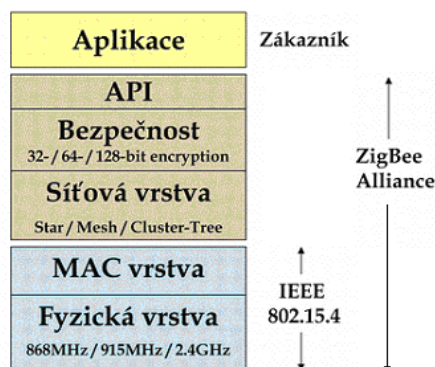 Aplikace
Zákazník
API
Bezpečnost
32- / 64- / 128-bit encryption
ZigBee
Alliance
Síťová vrstva
Star / Mesh / Cluster-Tree
MAC vrstva
IEEE
802.15.4
Fyzická vrstva
868MHz / 915MHz / 2.4GHz